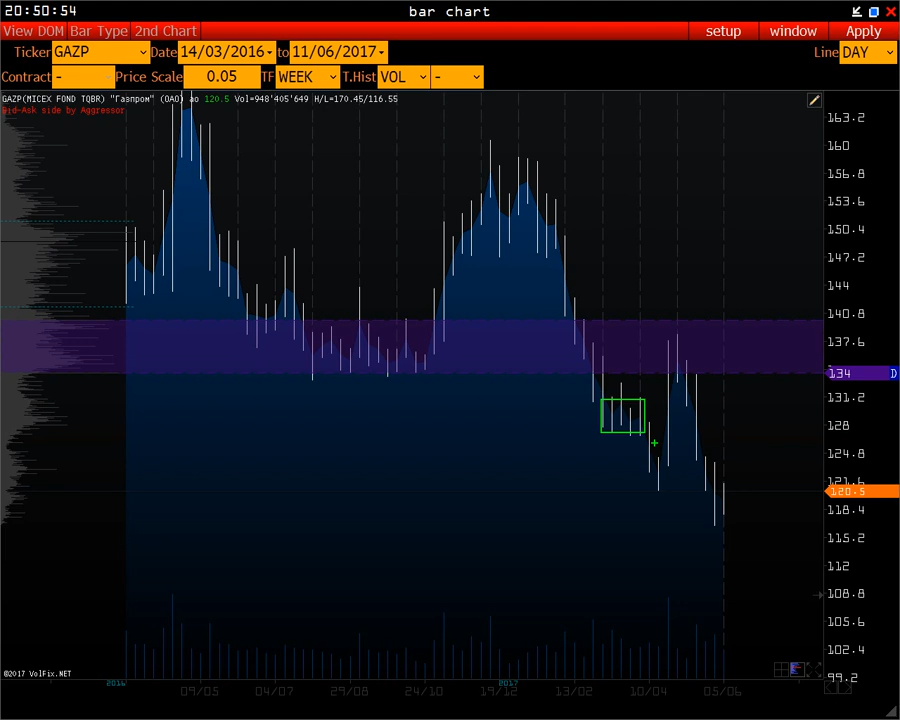 20:50:54 bar chart
View DOM Bar Type 2nd Chart setup window Apply
Ticker GAZP Date 14/03/2016 to 11/06/2017 Line DAY
Contract - Price Scale 0.05 TF WEEK T.Hist VOL -
GAZP(MICEX FOND TQBR) "Газпром" (ОАО) ао 120.5 Vol=948'405'649 H/L=170.45/116.55
Bid-Ask side by Aggressor
163.2
160
156.8
153.6
150.4
147.2
144
140.8
137.6
134 D
131.2
128
124.8
121.6
120.5
118.4
115.2
112
108.8
105.6
102.4
©2017 VolFix.NET
99.2
2016 2017
09/05 04/07 29/08 24/10 19/12 13/02 10/04 05/06